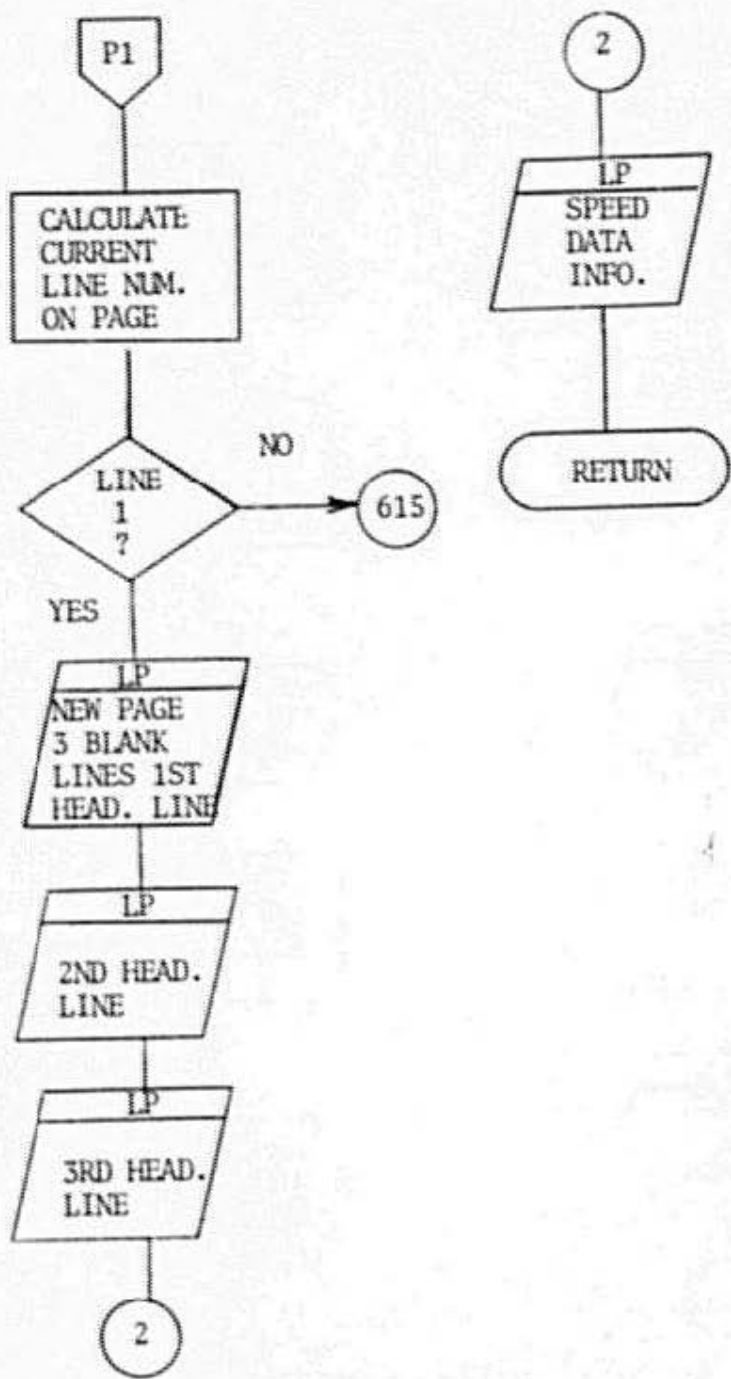 P1
CALCULATE
CURRENT
LINE NUM.
ON PAGE
LINE
1
?
NO
615
YES
LP
NEW PAGE
3 BLANK
LINES 1ST
HEAD. LINE
LP
2ND HEAD.
LINE
LP
3RD HEAD.
LINE
2
2
LP
SPEED
DATA
INFO.
RETURN